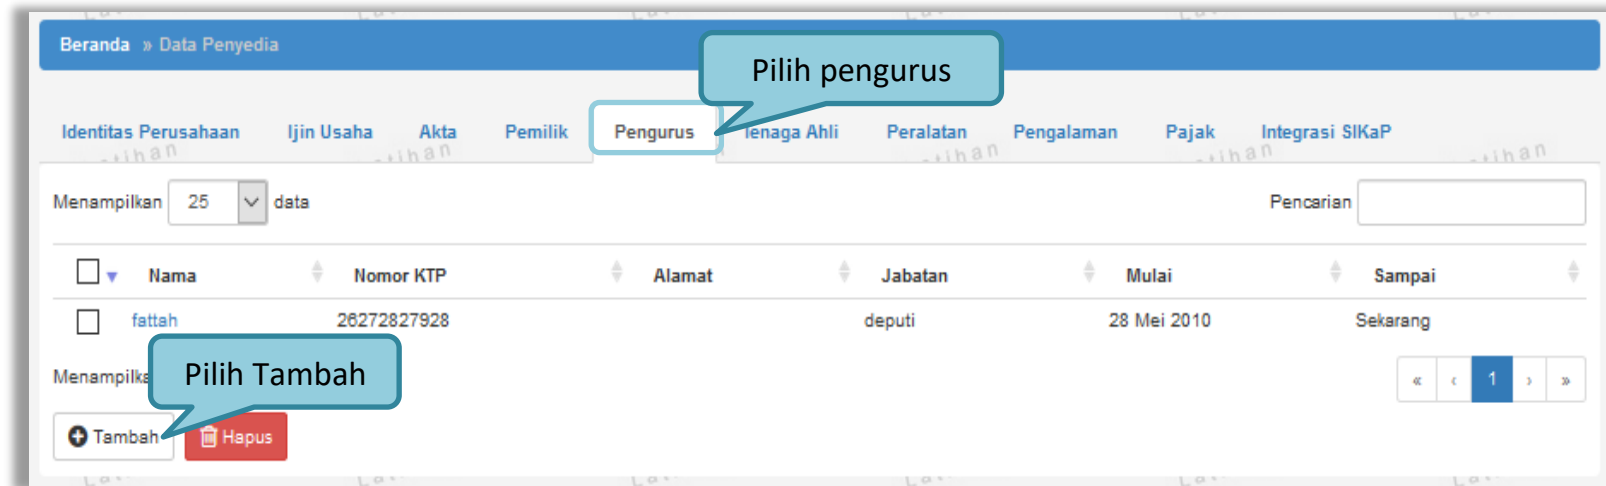 Beranda » Data Penyedia
Pilih pengurus
Identitas Perusahaan Ijin Usaha Akta Pemilik Pengurus Tenaga Ahli Peralatan Pengalaman Pajak Integrasi SIKaP
Menampilkan 25 data
Pencarian
Nama Nomor KTP Alamat Jabatan Mulai Sampai
fattah 26272827928 deputi 28 Mei 2010 Sekarang
Pilih Tambah
« ‹ 1 › »
Tambah Hapus